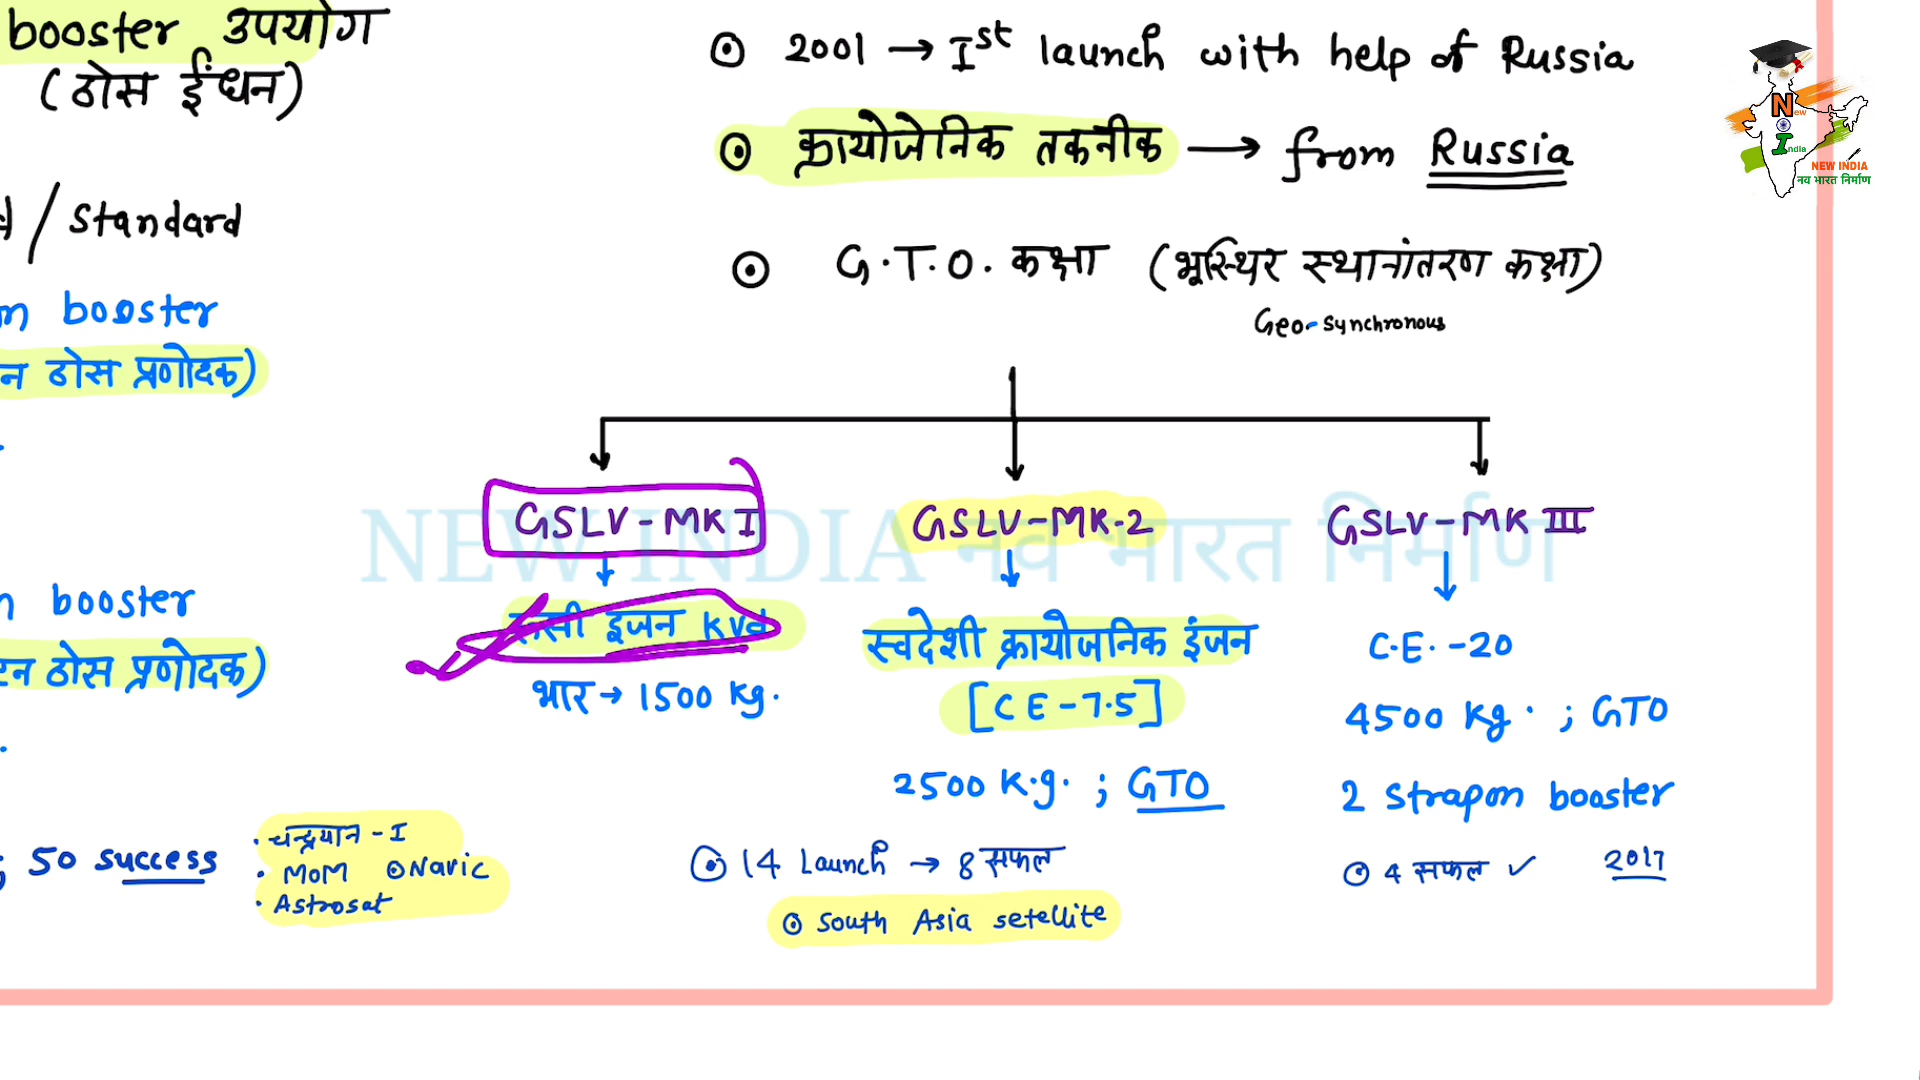 booster उपयोग
(ठोस ईंधन)
/ Standard
booster
ठोस प्रणोदक)
booster
ठोस प्रणोदक)
; 50 success
• चन्द्रयान - I
• MOM ⊙ Navic
• Astrosat
⊙ 2001 → Ist launch with help of Russia
⊙ क्रायोजेनिक तकनीक → from Russia
⊙ G.T.O. कक्षा (भूस्थिर स्थानांतरण कक्षा)
Geo-synchronous
GSLV-MK I
रूसी इंजन KVD
भार → 1500 kg.
GSLV-MK-2
स्वदेशी क्रायोजनिक इंजन
[CE-7.5]
2500 K.g. ; GTO
⊙ 14 Launch → 8 सफल
⊙ South Asia setellite
GSLV-MK III
C.E.-20
4500 kg. ; GTO
2 Strapon booster
⊙ 4 सफल ✓ 2017
NEW INDIA नव भारत निर्माण
New
India
NEW INDIA
नव भारत निर्माण